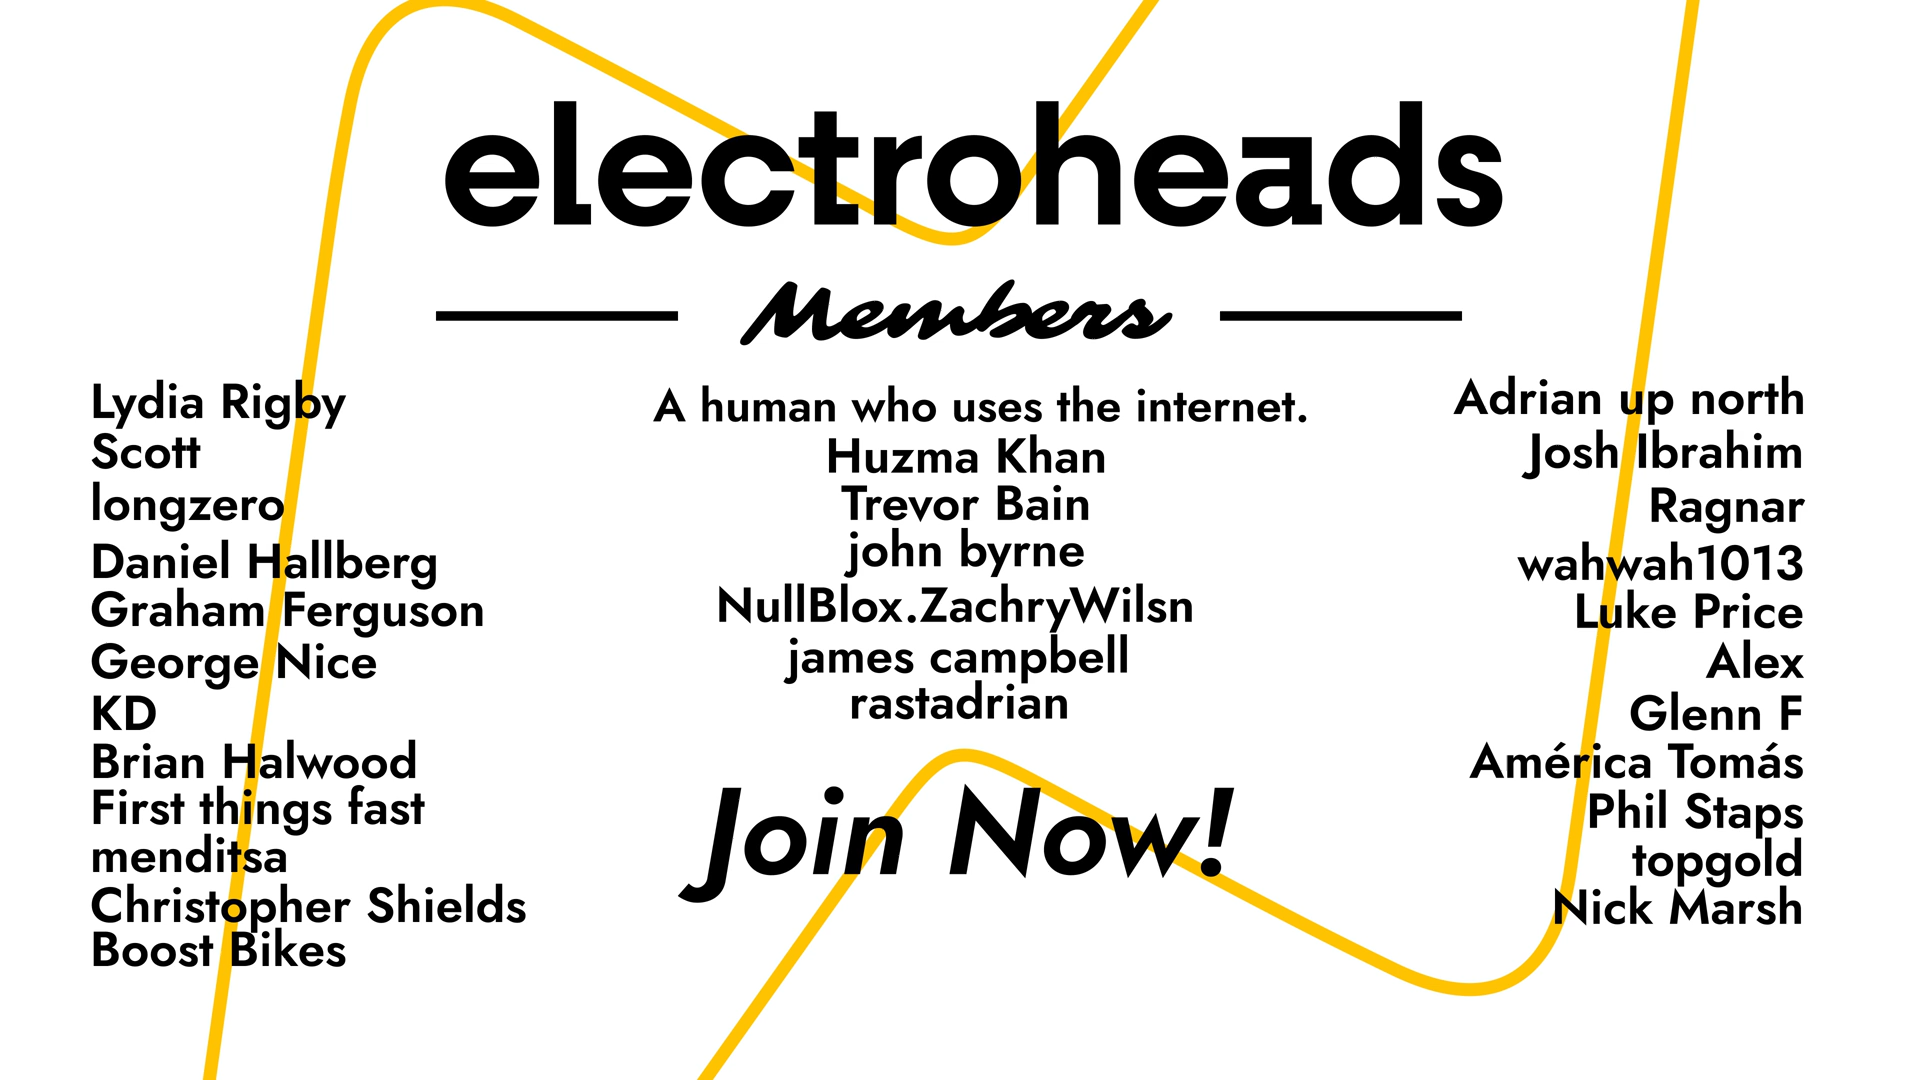 electroheads
Members
Lydia Rigby
Scott
longzero
Daniel Hallberg
Graham Ferguson
George Nice
KD
Brian Halwood
First things fast
menditsa
Christopher Shields
Boost Bikes
A human who uses the internet.
Huzma Khan
Trevor Bain
john byrne
NullBlox.ZachryWilsn
james campbell
rastadrian
Join Now!
Adrian up north
Josh Ibrahim
Ragnar
wahwah1013
Luke Price
Alex
Glenn F
América Tomás
Phil Staps
topgold
Nick Marsh